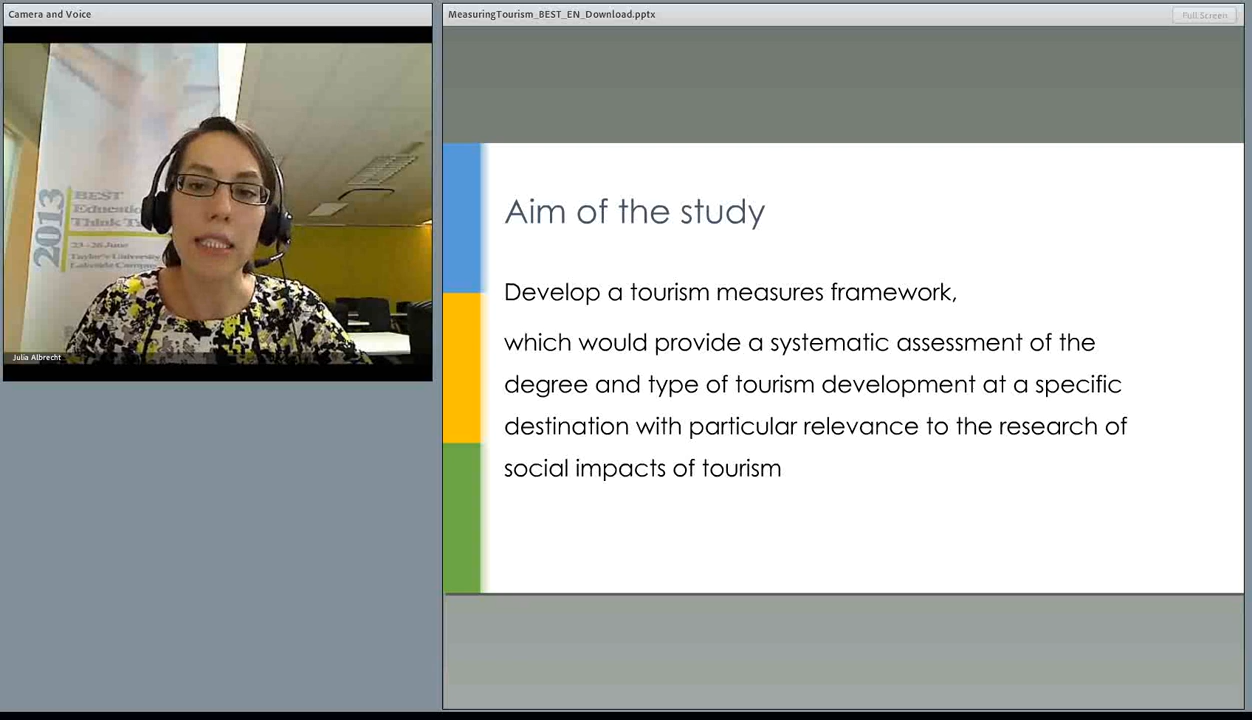 Camera and Voice
2013
BEST
Educatio
Think T
23-26 June
Taylor's University
Lakeside Campus
Julia Albrecht
MeasuringTourism_BEST_EN_Download.pptx
Full Screen
Aim of the study
Develop a tourism measures framework,
which would provide a systematic assessment of the
degree and type of tourism development at a specific
destination with particular relevance to the research of
social impacts of tourism